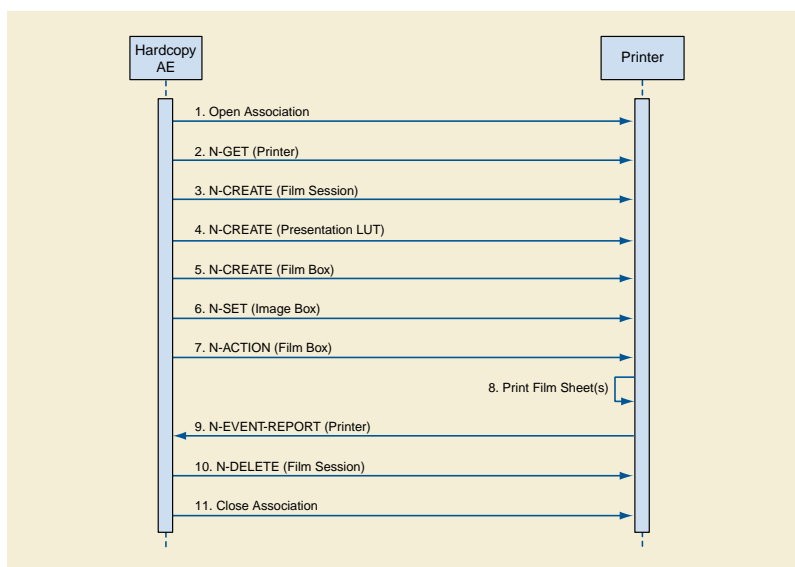 Hardcopy
AE
Printer
1. Open Association
2. N-GET (Printer)
3. N-CREATE (Film Session)
4. N-CREATE (Presentation LUT)
5. N-CREATE (Film Box)
6. N-SET (Image Box)
7. N-ACTION (Film Box)
8. Print Film Sheet(s)
9. N-EVENT-REPORT (Printer)
10. N-DELETE (Film Session)
11. Close Association